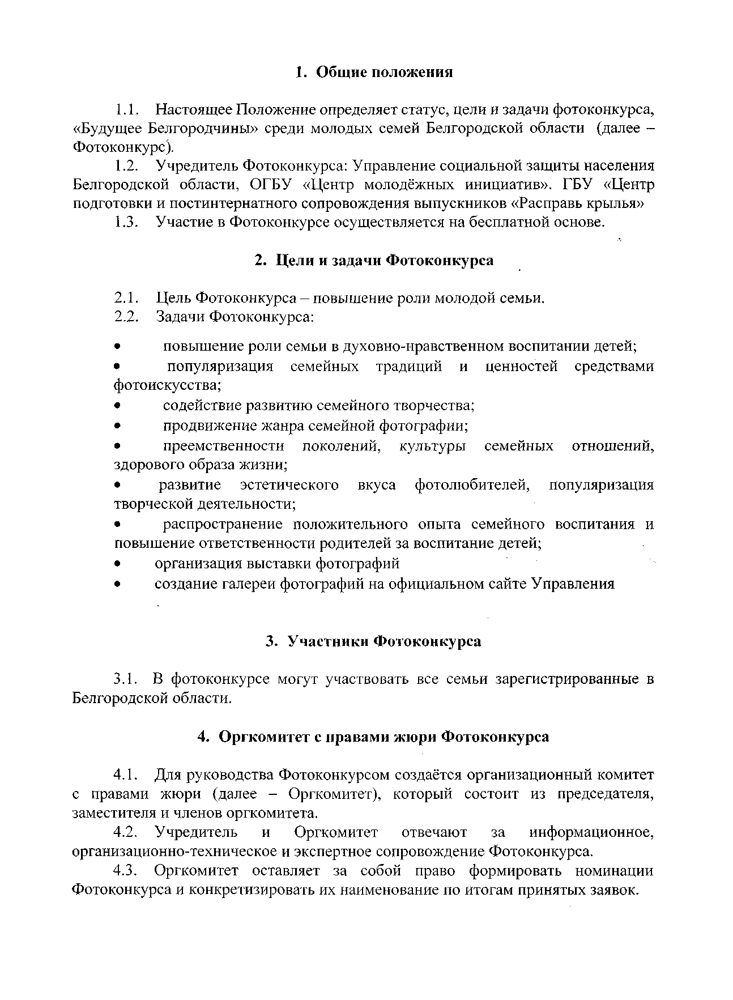 1. Общие положения
1.1. Настоящее Положение определяет статус, цели и задачи фотоконкурса,
«Будущее Белгородчины» среди молодых семей Белгородской области (далее –
Фотоконкурс).
1.2. Учредитель Фотоконкурса: Управление социальной защиты населения
Белгородской области, ОГБУ «Центр молодёжных инициатив». ГБУ «Центр
подготовки и постинтернатного сопровождения выпускников «Расправь крылья»
1.3. Участие в Фотоконкурсе осуществляется на бесплатной основе.
2. Цели и задачи Фотоконкурса
2.1. Цель Фотоконкурса – повышение роли молодой семьи.
2.2. Задачи Фотоконкурса:
• повышение роли семьи в духовно-нравственном воспитании детей;
• популяризация семейных традиций и ценностей средствами
фотоискусства;
• содействие развитию семейного творчества;
• продвижение жанра семейной фотографии;
• преемственности поколений, культуры семейных отношений,
здорового образа жизни;
• развитие эстетического вкуса фотолюбителей, популяризация
творческой деятельности;
• распространение положительного опыта семейного воспитания и
повышение ответственности родителей за воспитание детей;
• организация выставки фотографий
• создание галереи фотографий на официальном сайте Управления
3. Участники Фотоконкурса
3.1. В фотоконкурсе могут участвовать все семьи зарегистрированные в
Белгородской области.
4. Оргкомитет с правами жюри Фотоконкурса
4.1. Для руководства Фотоконкурсом создаётся организационный комитет
с правами жюри (далее – Оргкомитет), который состоит из председателя,
заместителя и членов оргкомитета.
4.2. Учредитель и Оргкомитет отвечают за информационное,
организационно-техническое и экспертное сопровождение Фотоконкурса.
4.3. Оргкомитет оставляет за собой право формировать номинации
Фотоконкурса и конкретизировать их наименование по итогам принятых заявок.